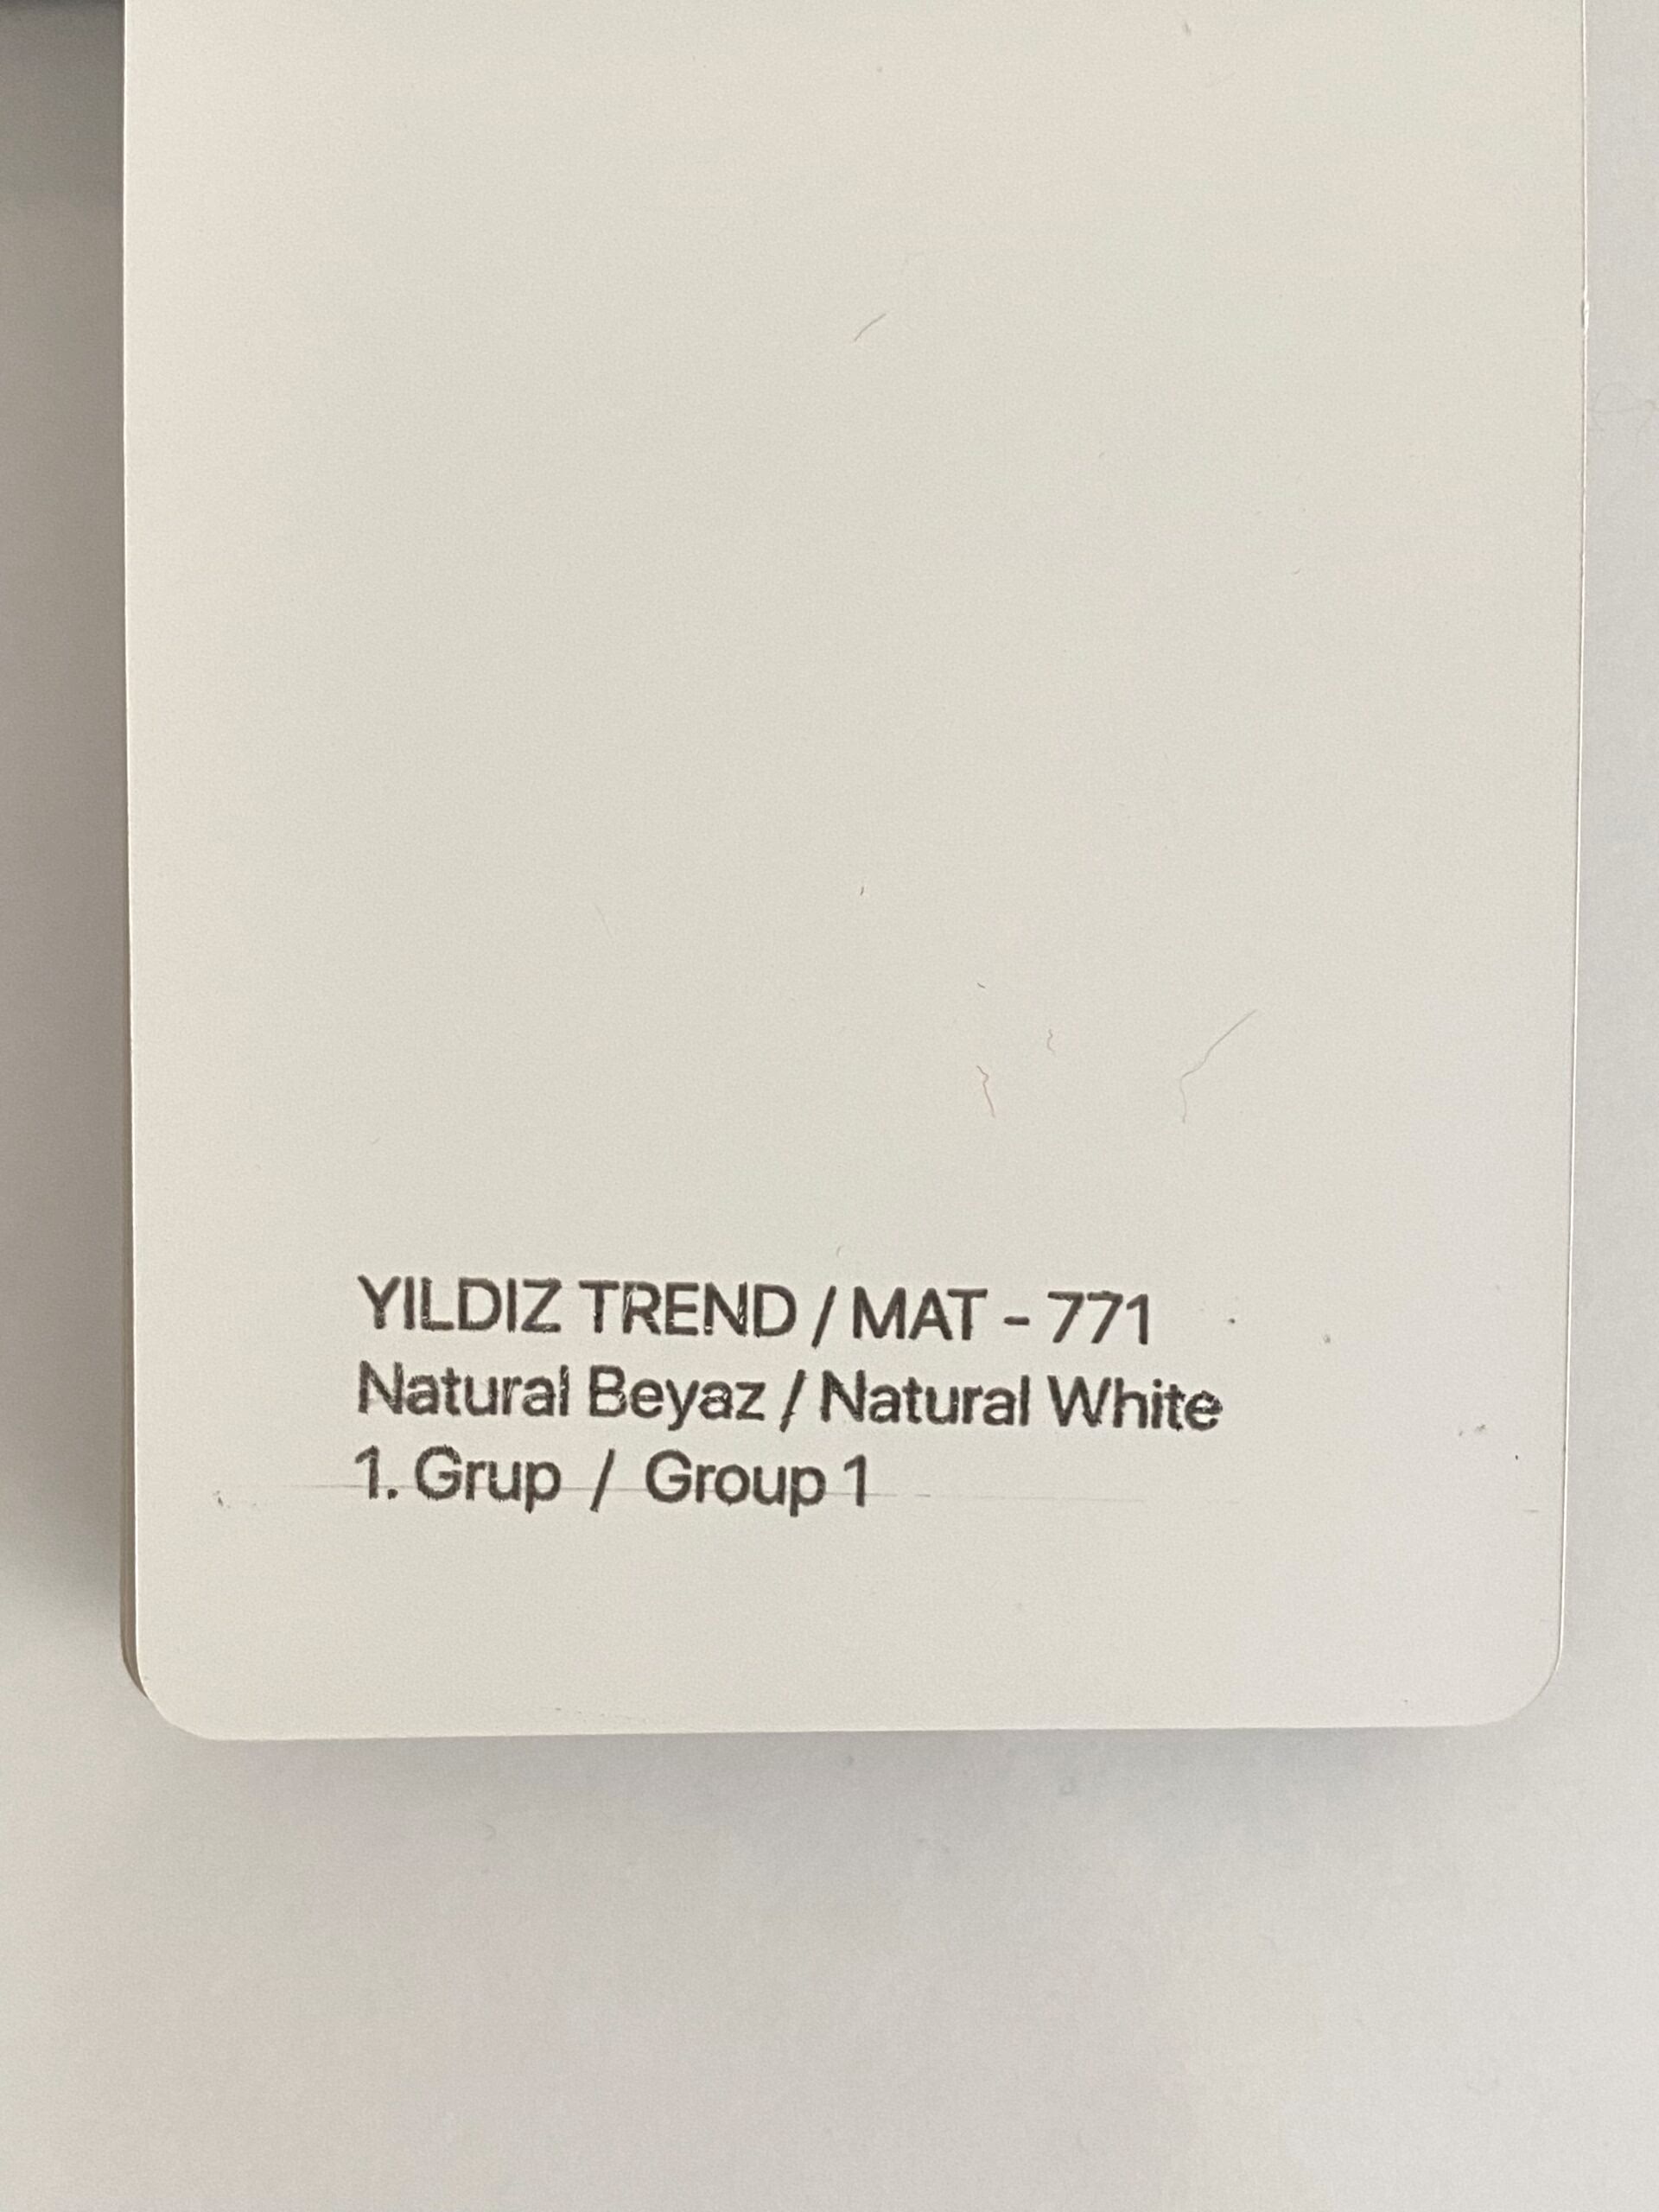 YILDIZ TREND / MAT - 771
Natural Beyaz / Natural White
1. Grup / Group 1